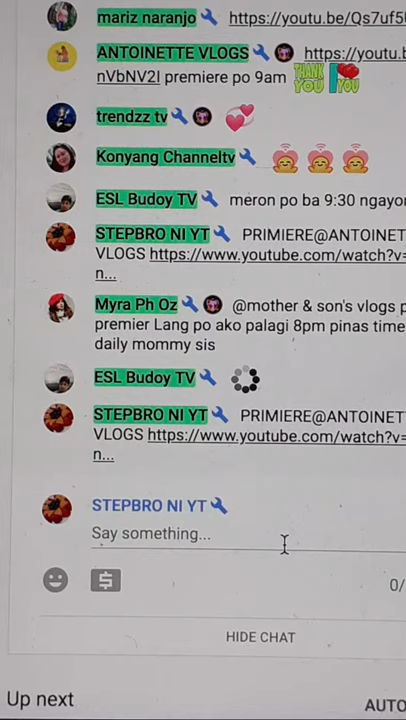 mariz naranjo https://youtu.be/Qs7uf5
ANTOINETTE VLOGS https://youtu.b
nVbNV2I premiere po 9am THANK YOU YOU
trendzz tv
Konyang Channeltv
ESL Budoy TV meron po ba 9:30 ngayon
STEPBRO NI YT PRIMIERE@ANTOINET
VLOGS https://www.youtube.com/watch?v=
n...
Myra Ph Oz @mother & son's vlogs p
premier Lang po ako palagi 8pm pinas time
daily mommy sis
ESL Budoy TV
STEPBRO NI YT PRIMIERE@ANTOINET
VLOGS https://www.youtube.com/watch?v=
n...
STEPBRO NI YT
Say something...
0/
HIDE CHAT
Up next
AUTO